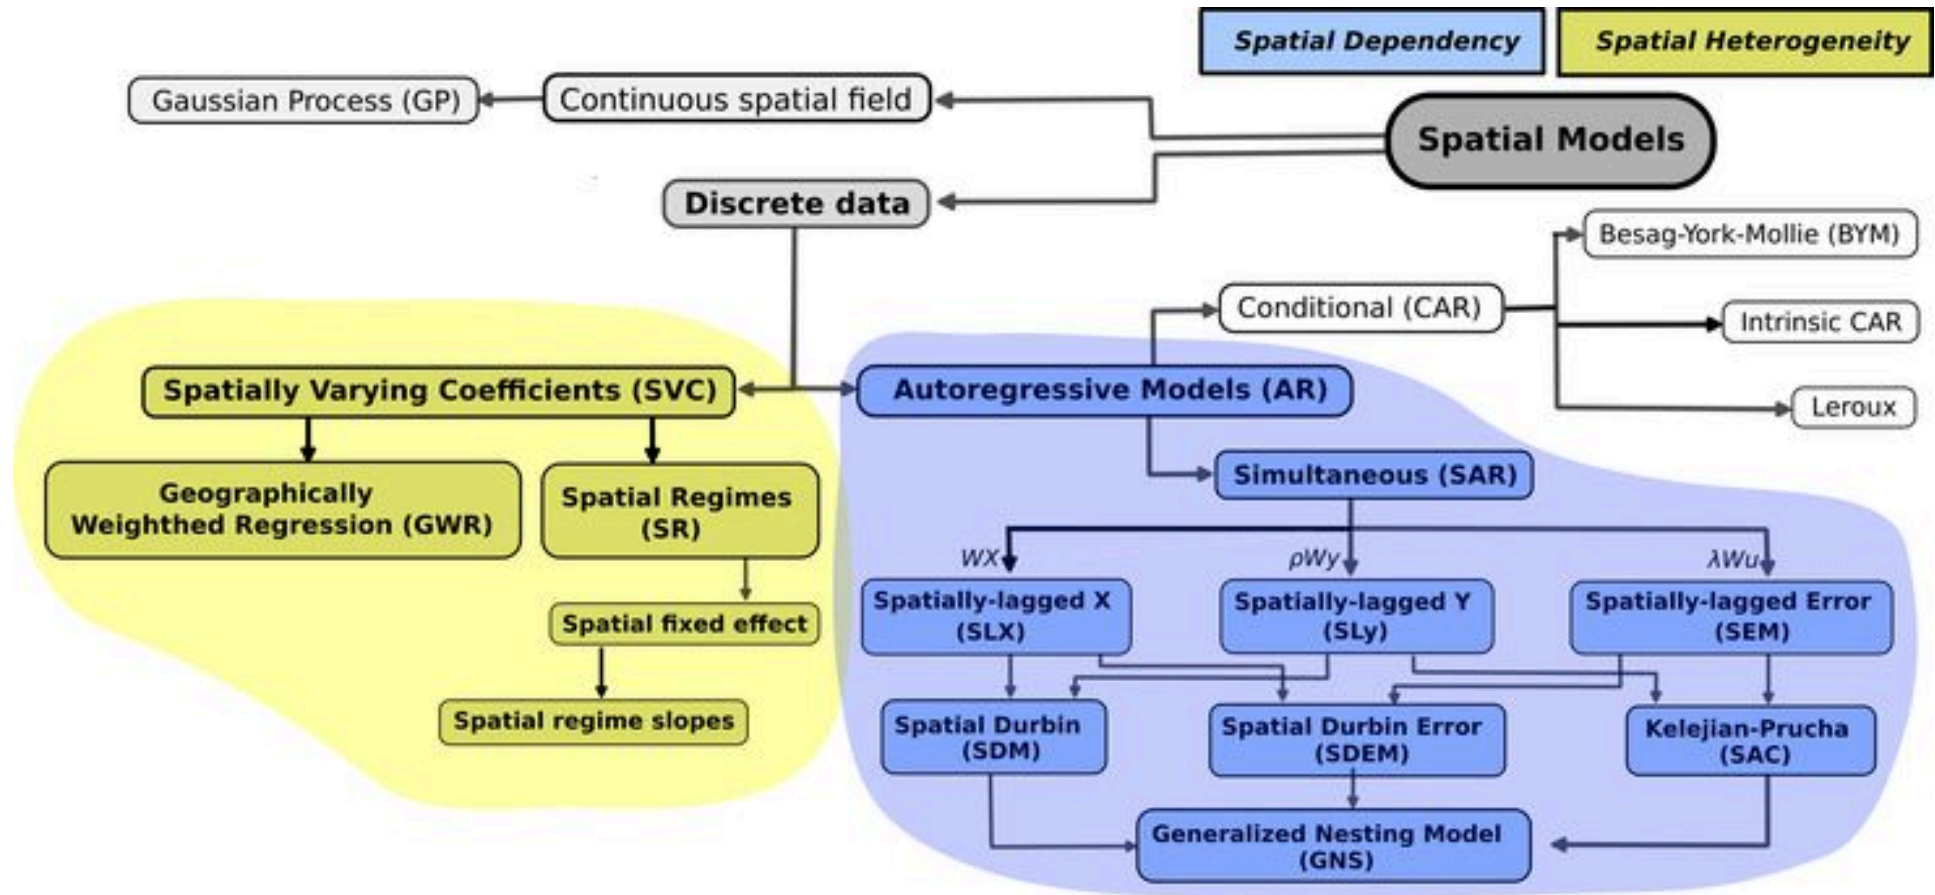 Spatial Dependency
Spatial Heterogeneity
Gaussian Process (GP)
Continuous spatial field
Spatial Models
Discrete data
Besag-York-Mollie (BYM)
Conditional (CAR)
Intrinsic CAR
Spatially Varying Coefficients (SVC)
Autoregressive Models (AR)
Leroux
Simultaneous (SAR)
Geographically
Weighthed Regression (GWR)
Spatial Regimes
(SR)
WX
ρWy
λWu
Spatially-lagged X
(SLX)
Spatially-lagged Y
(SLy)
Spatially-lagged Error
(SEM)
Spatial fixed effect
Spatial regime slopes
Spatial Durbin
(SDM)
Spatial Durbin Error
(SDEM)
Kelejian-Prucha
(SAC)
Generalized Nesting Model
(GNS)